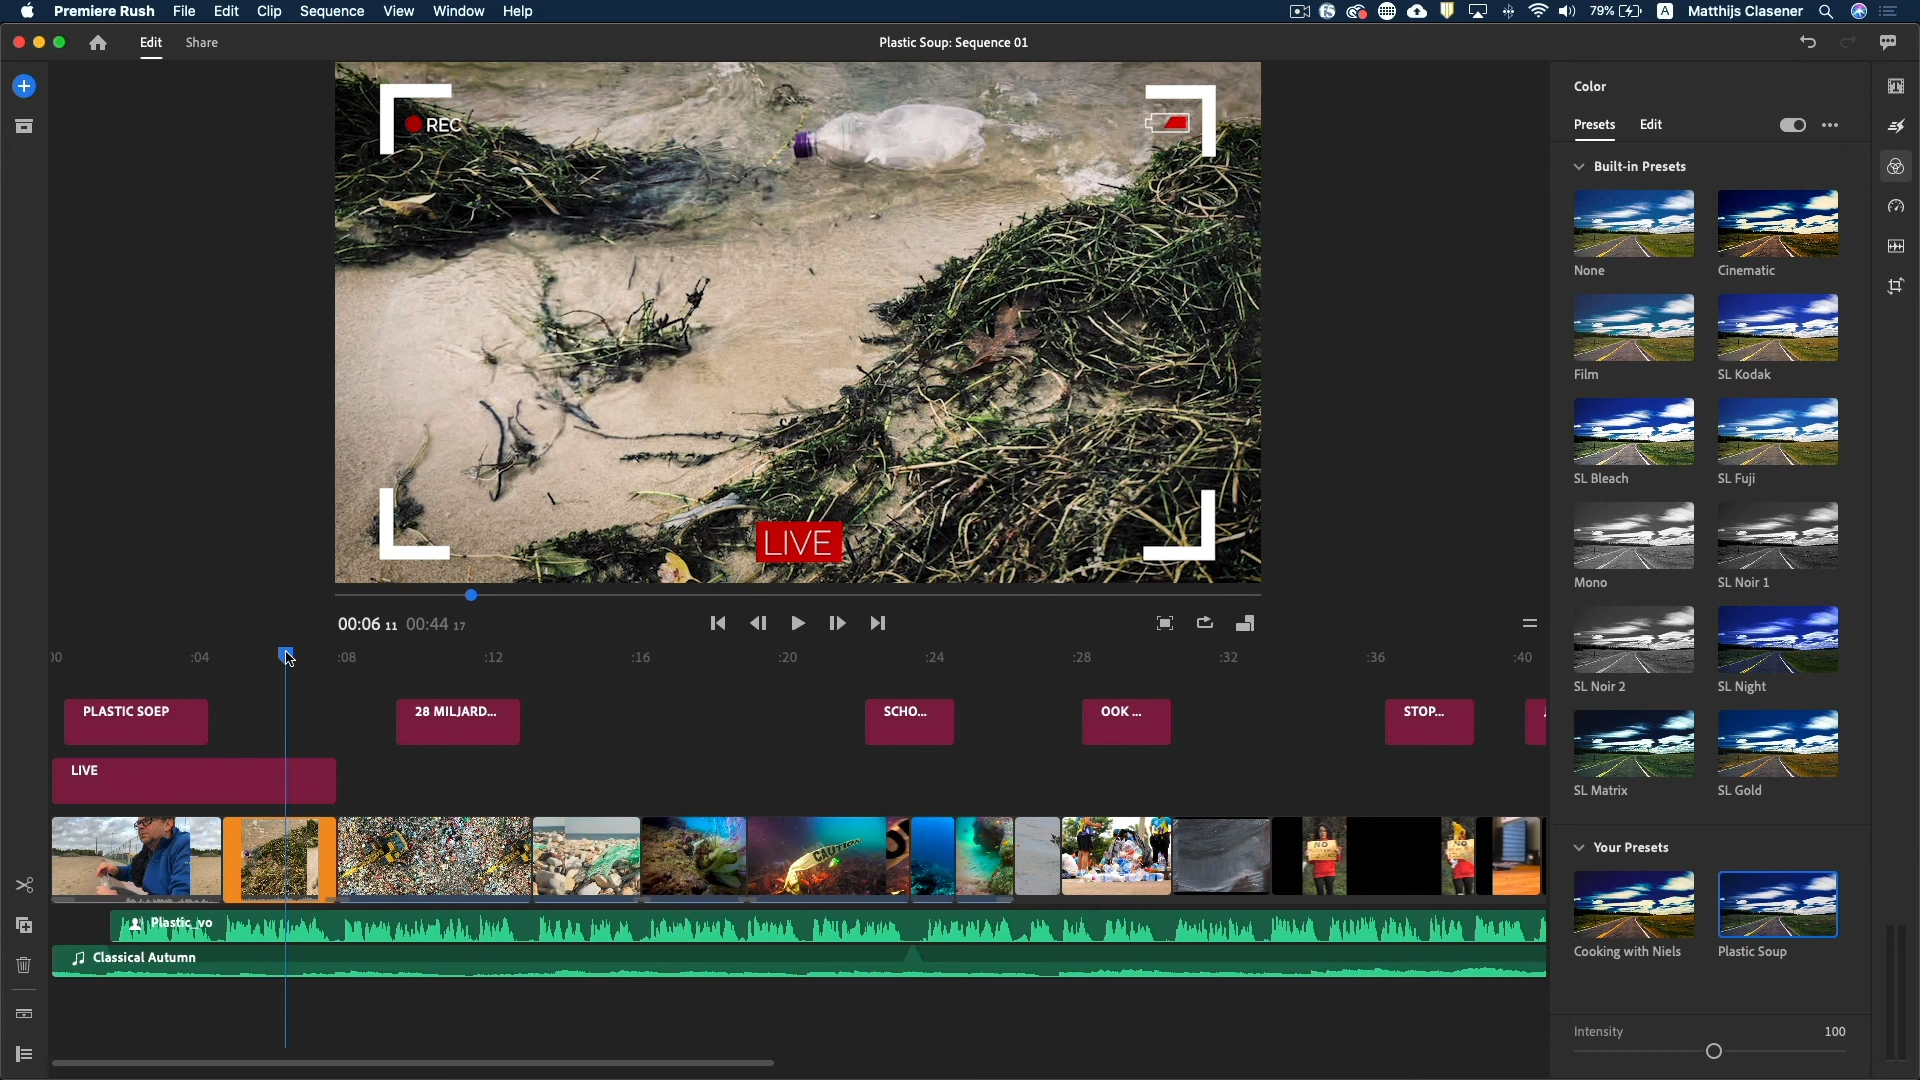 Premiere Rush File Edit Clip Sequence View Window Help 79% A Matthijs Clasener
Edit Share Plastic Soup: Sequence 01
REC
LIVE
00:06 11 00:44 17
:04 :08 :12 :16 :20 :24 :28 :32 :36 :40
PLASTIC SOEP 28 MILJARD... SCHO... OOK ... STOP...
LIVE
CAUTION
NO NO
Plastic_vo
Classical Autumn
Color
Presets Edit
Built-in Presets
None Cinematic
Film SL Kodak
SL Bleach SL Fuji
Mono SL Noir 1
SL Noir 2 SL Night
SL Matrix SL Gold
Your Presets
Cooking with Niels Plastic Soup
Intensity 100